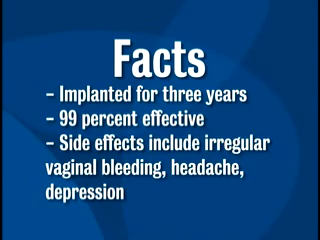 Facts
- Implanted for three years
- 99 percent effective
- Side effects include irregular
vaginal bleeding, headache,
depression